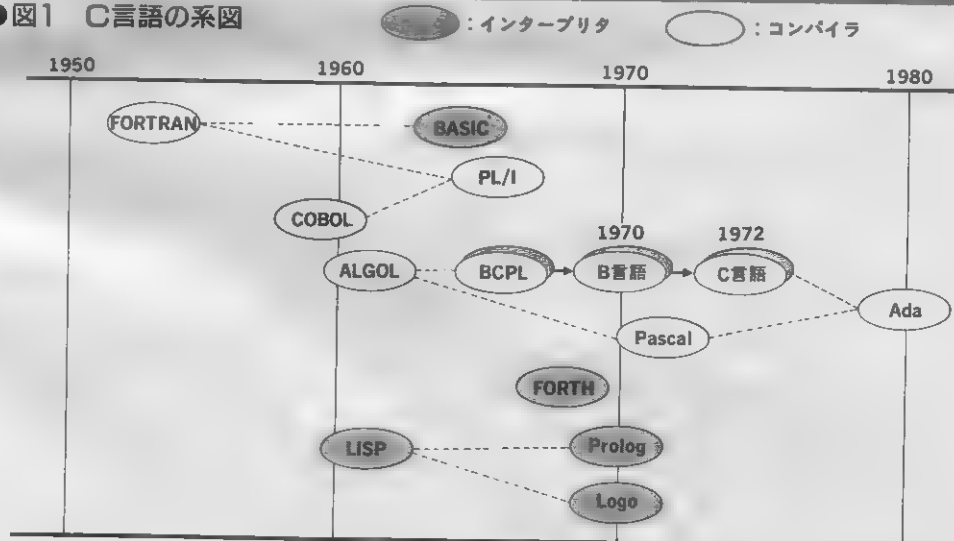 ●図1 C言語の系図
:インタープリタ :コンパイラ
1950 1960 1970 1980
FORTRAN BASIC
PL/I
COBOL
1970 1972
ALGOL BCPL B言語 C言語
Ada
Pascal
FORTH
LISP Prolog
Logo